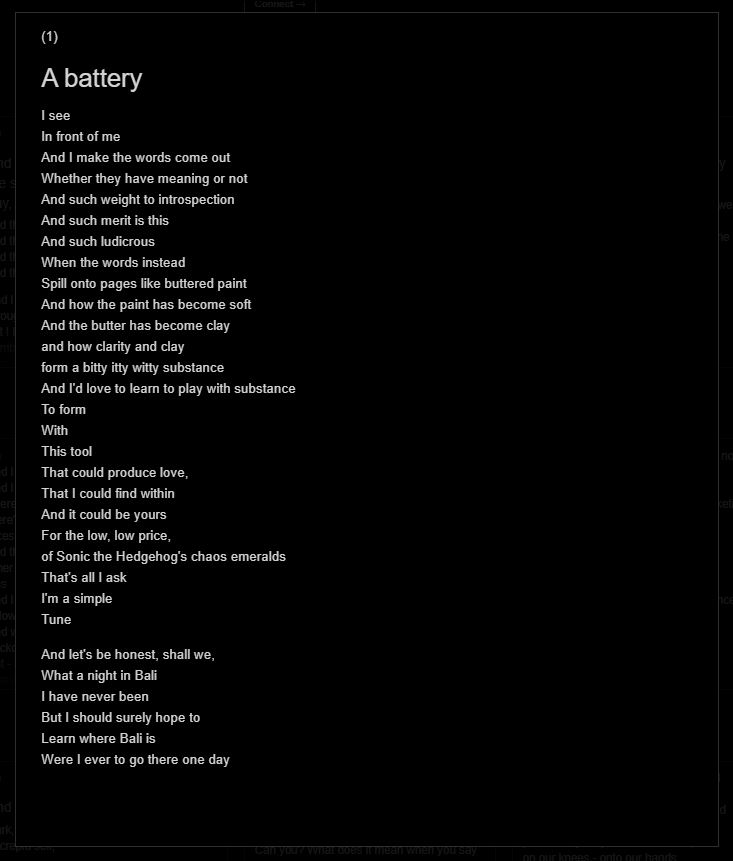 Connect →
(1)
A battery
I see
In front of me
And I make the words come out
Whether they have meaning or not
And such weight to introspection
And such merit is this
And such ludicrous
When the words instead
Spill onto pages like buttered paint
And how the paint has become soft
And the butter has become clay
and how clarity and clay
form a bitty itty witty substance
And I'd love to learn to play with substance
To form
With
This tool
That could produce love,
That I could find within
And it could be yours
For the low, low price,
of Sonic the Hedgehog's chaos emeralds
That's all I ask
I'm a simple
Tune
And let's be honest, shall we,
What a night in Bali
I have never been
But I should surely hope to
Learn where Bali is
Were I ever to go there one day
Can you? What does it mean when you say
on our knees - onto our hands